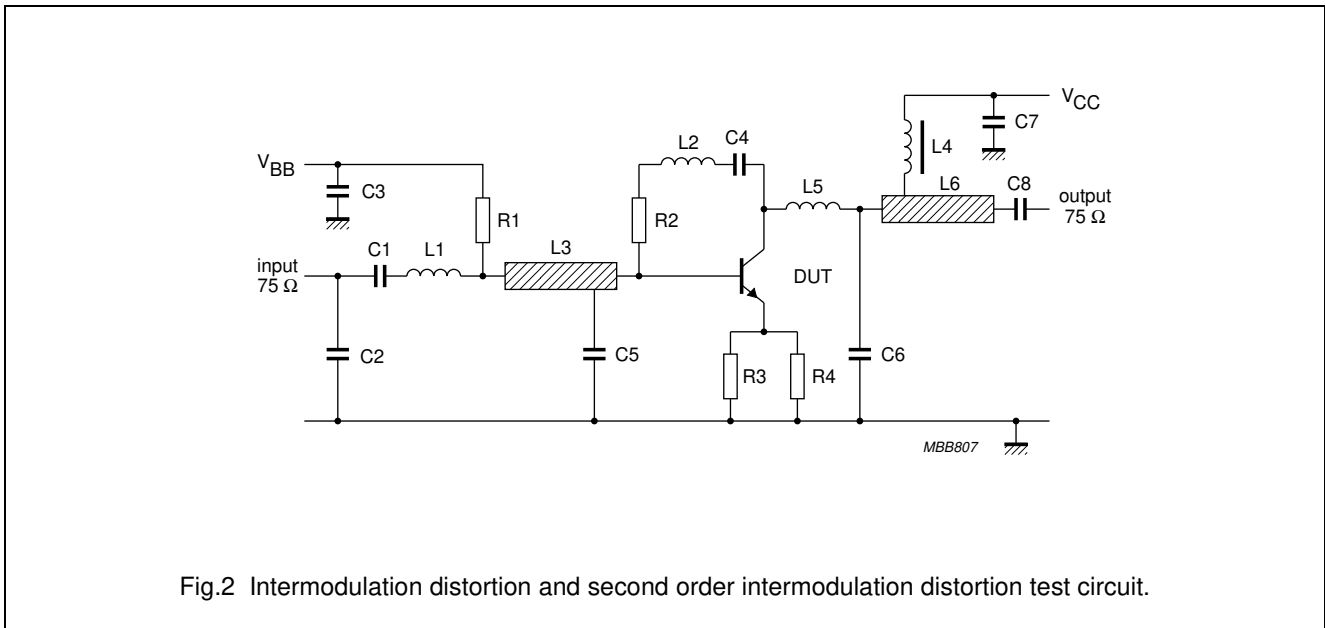 V_CC
C7
L4
L2
C4
V_BB
C3
R1
R2
L5
L6
C8
output
75 Ω
C1
L1
L3
input
75 Ω
DUT
C2
C5
R3
R4
C6
MBB807
Fig.2 Intermodulation distortion and second order intermodulation distortion test circuit.